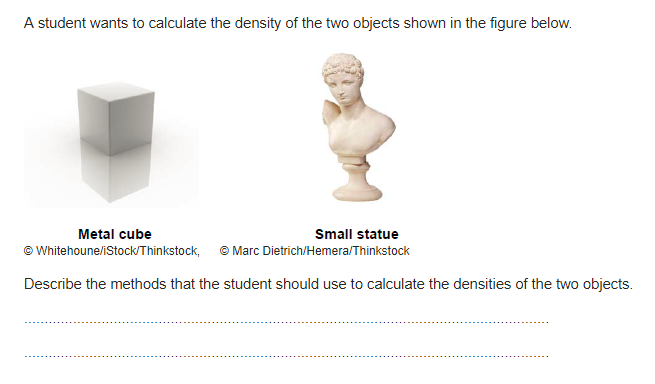 A student wants to calculate the density of the two objects shown in the figure below.
Metal cube
© Whitehoune/iStock/Thinkstock,
Small statue
© Marc Dietrich/Hemera/Thinkstock
Describe the methods that the student should use to calculate the densities of the two objects.